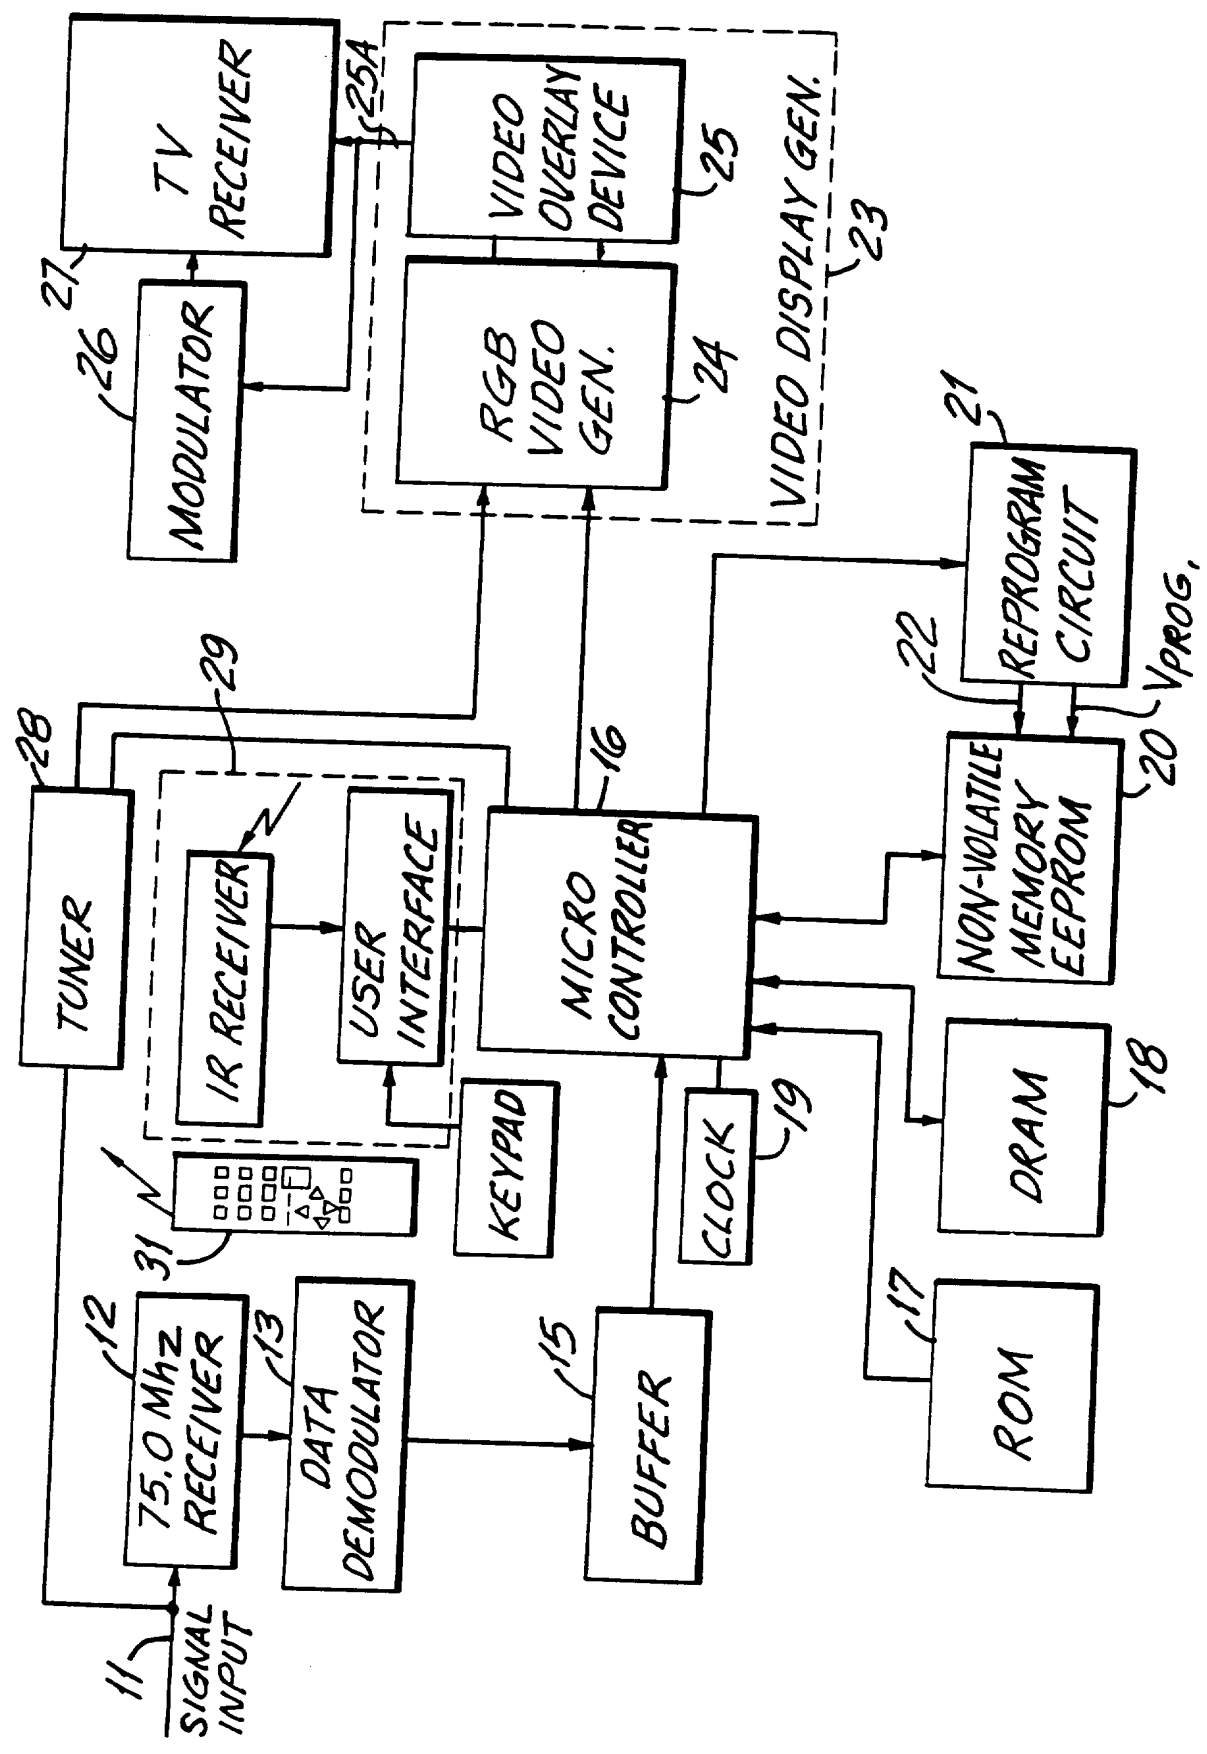 11
SIGNAL
INPUT
12
75.0 Mhz
RECEIVER
13
DATA
DEMODULATOR
15
BUFFER
31
KEYPAD
CLOCK
19
17
ROM
DRAM
18
28
TUNER
29
IR RECEIVER
USER
INTERFACE
16
MICRO
CONTROLLER
NON-VOLATILE
MEMORY
EEPROM
20
22
VPROG.
21
REPROGRAM
CIRCUIT
26
MODULATOR
27
TV
RECEIVER
25A
RGB
VIDEO
GEN.
24
VIDEO
OVERLAY
DEVICE
25
VIDEO DISPLAY GEN.
23